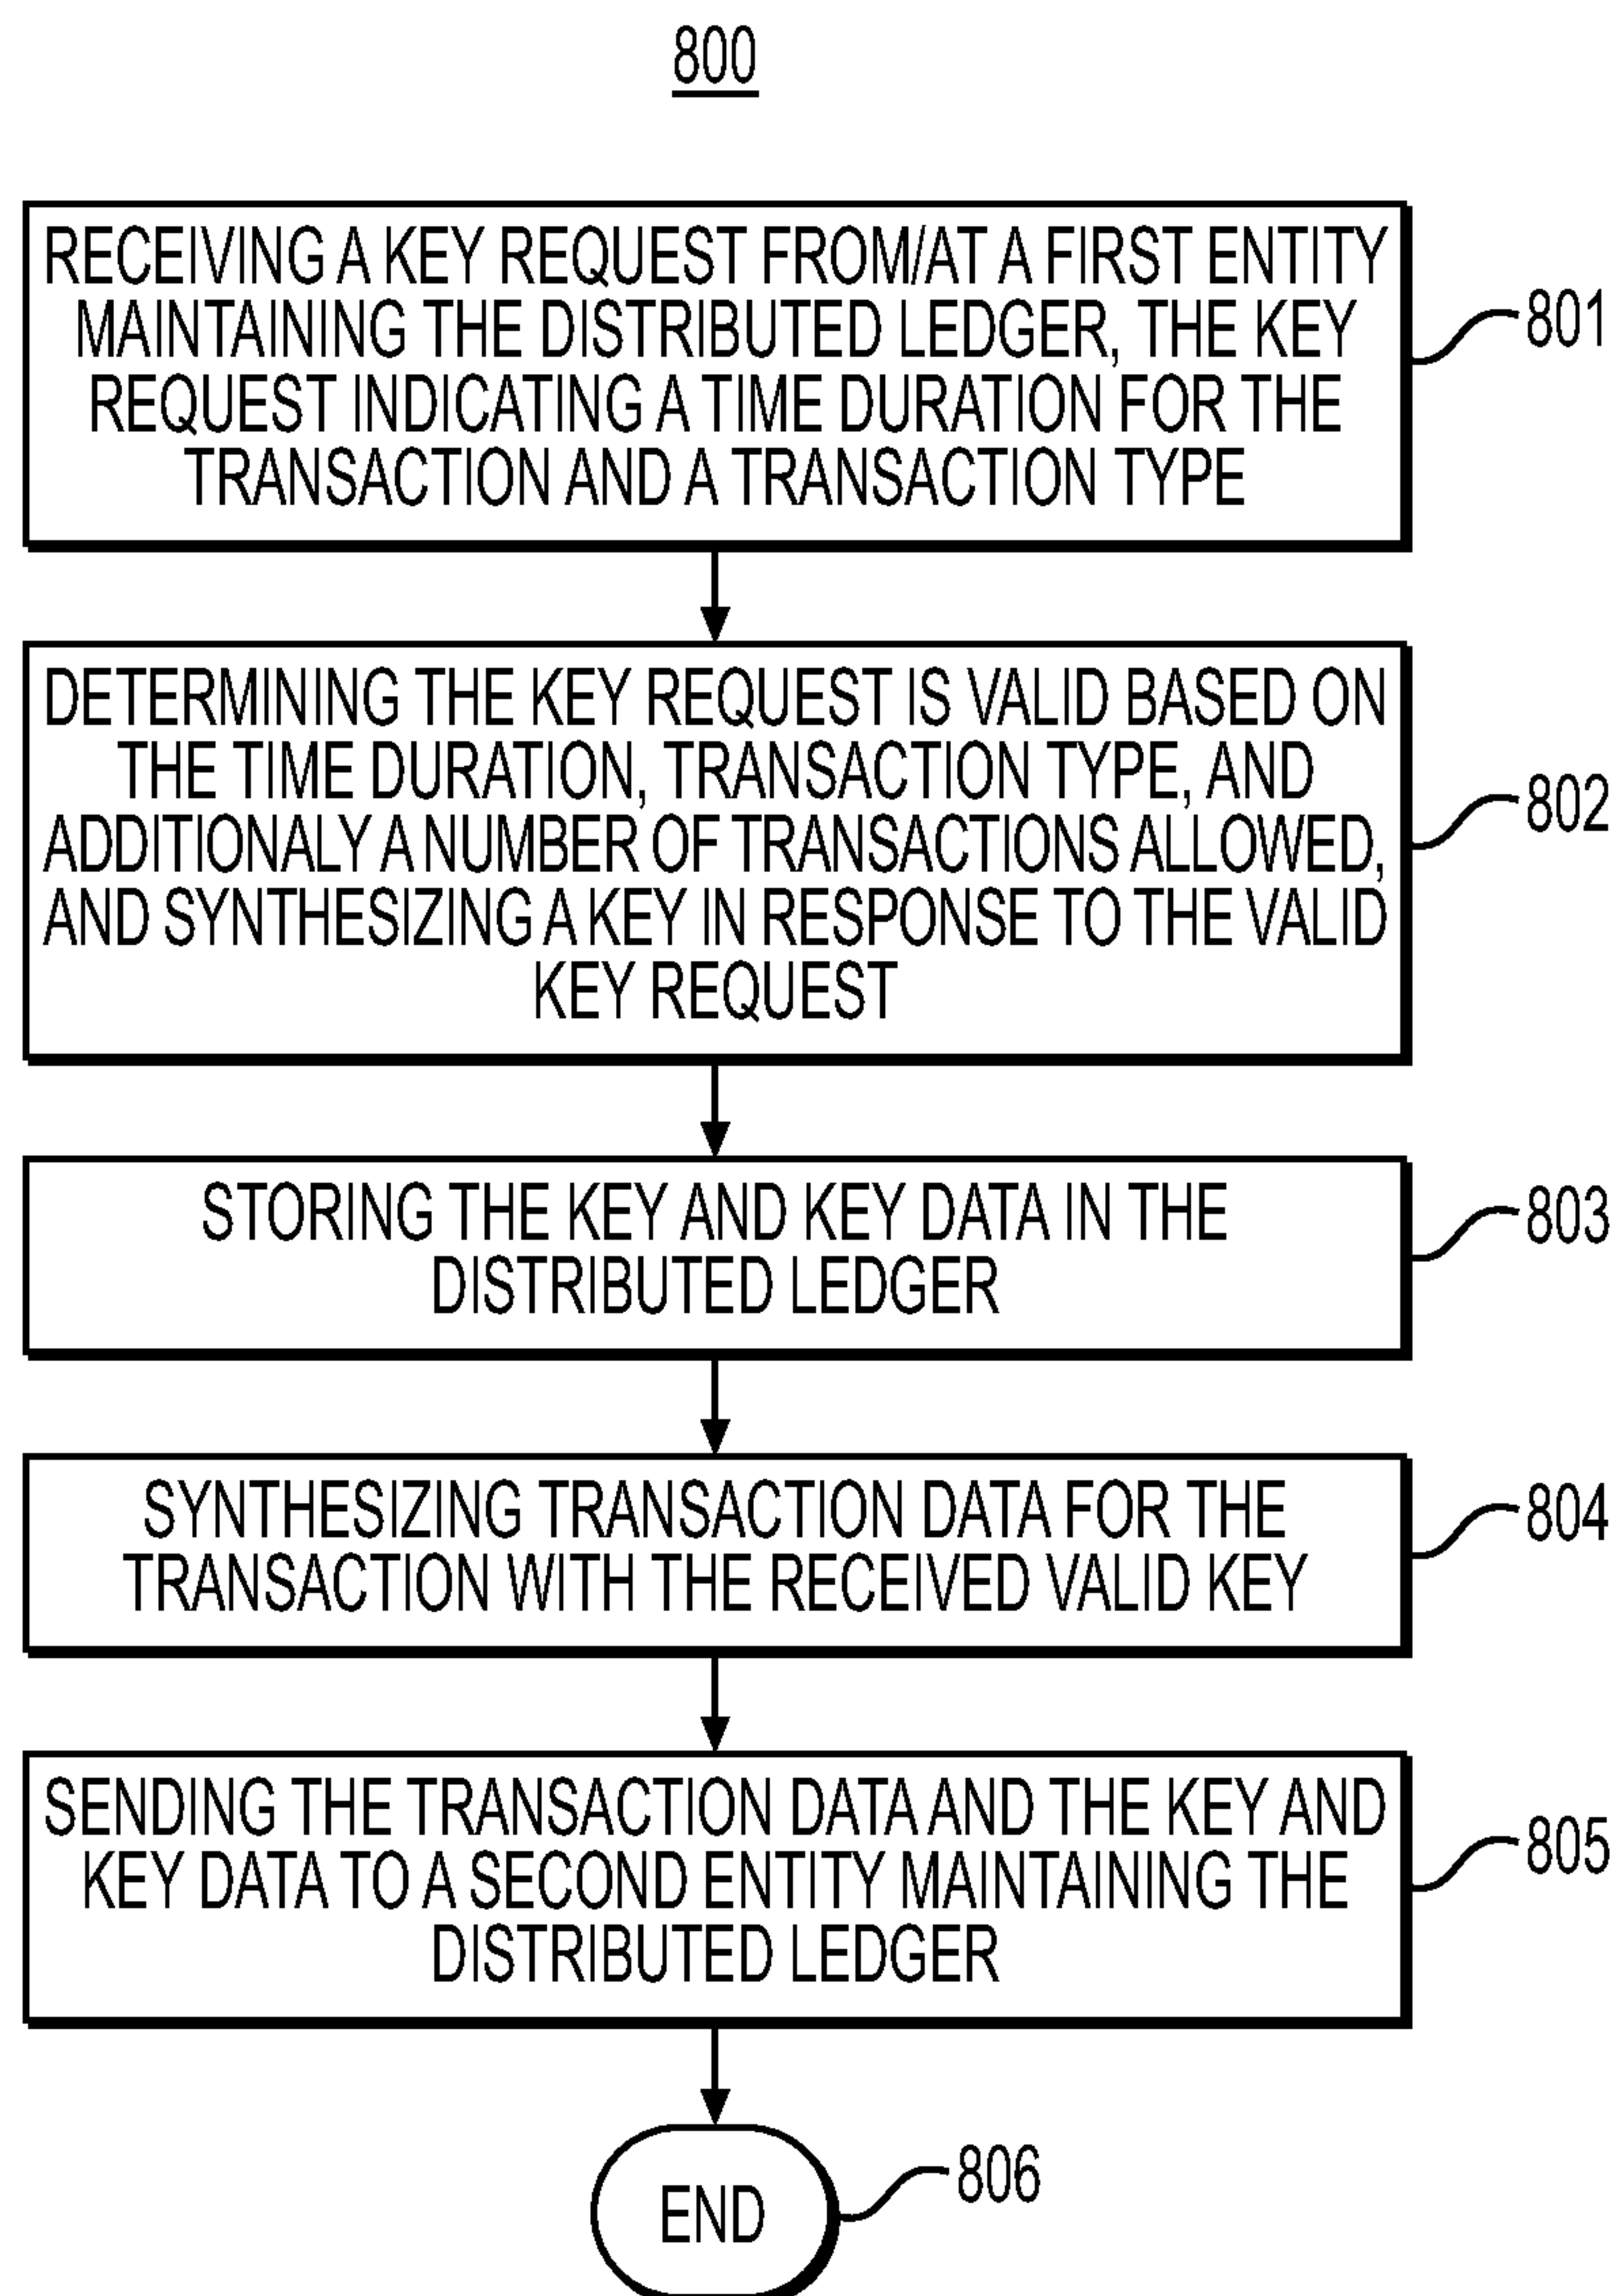 800
RECEIVING A KEY REQUEST FROM/AT A FIRST ENTITY
MAINTAINING THE DISTRIBUTED LEDGER, THE KEY
REQUEST INDICATING A TIME DURATION FOR THE
TRANSACTION AND A TRANSACTION TYPE
801
DETERMINING THE KEY REQUEST IS VALID BASED ON
THE TIME DURATION, TRANSACTION TYPE, AND
ADDITIONALY A NUMBER OF TRANSACTIONS ALLOWED,
AND SYNTHESIZING A KEY IN RESPONSE TO THE VALID
KEY REQUEST
802
STORING THE KEY AND KEY DATA IN THE
DISTRIBUTED LEDGER
803
SYNTHESIZING TRANSACTION DATA FOR THE
TRANSACTION WITH THE RECEIVED VALID KEY
804
SENDING THE TRANSACTION DATA AND THE KEY AND
KEY DATA TO A SECOND ENTITY MAINTAINING THE
DISTRIBUTED LEDGER
805
END
806